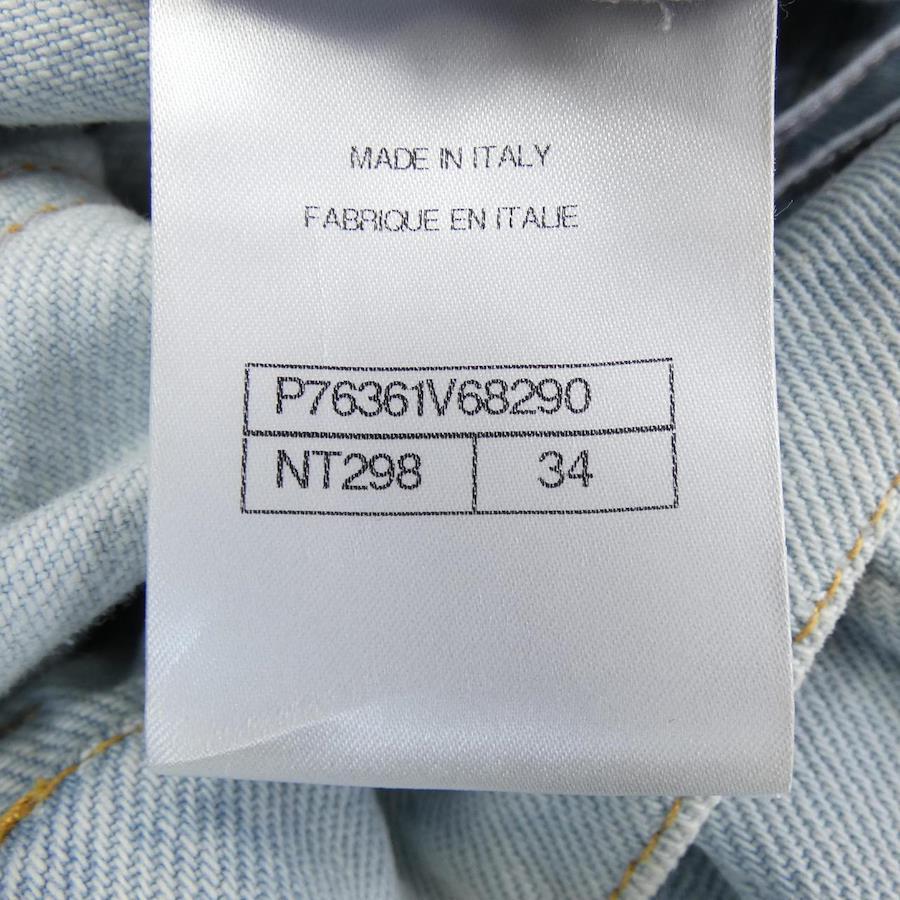 MADE IN ITALY
FABRIQUE EN ITALIE
P76361V68290
NT298 34